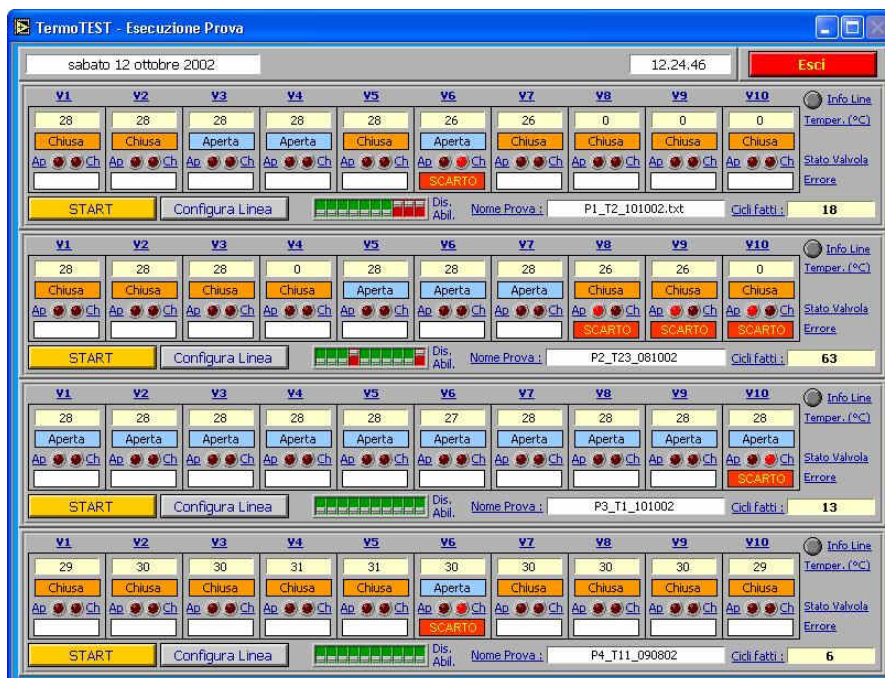 TermoTEST - Esecuzione Prova
sabato 12 ottobre 2002 12.24.46 Esci
V1 V2 V3 V4 V5 V6 V7 V8 V9 V10 Info Line
28 28 28 28 28 26 26 0 0 0 Temper. (°C)
Chiusa Chiusa Aperta Aperta Chiusa Aperta Chiusa Chiusa Chiusa Chiusa
Ap Ch Ap Ch Ap Ch Ap Ch Ap Ch Ap Ch Ap Ch Ap Ch Ap Ch Ap Ch Stato Valvola
SCARTO Errore
START Configura Linea Dis. Abil. Nome Prova : P1_T2_101002.txt Cicli fatti : 18
V1 V2 V3 V4 V5 V6 V7 V8 V9 V10 Info Line
28 28 28 0 28 28 28 26 26 0 Temper. (°C)
Chiusa Chiusa Chiusa Chiusa Aperta Aperta Aperta Chiusa Chiusa Chiusa
Ap Ch Ap Ch Ap Ch Ap Ch Ap Ch Ap Ch Ap Ch Ap Ch Ap Ch Ap Ch Stato Valvola
SCARTO SCARTO SCARTO Errore
START Configura Linea Dis. Abil. Nome Prova : P2_T23_081002 Cicli fatti : 63
V1 V2 V3 V4 V5 V6 V7 V8 V9 V10 Info Line
28 28 28 28 28 27 28 28 28 28 Temper. (°C)
Aperta Aperta Aperta Aperta Aperta Aperta Aperta Aperta Aperta Aperta
Ap Ch Ap Ch Ap Ch Ap Ch Ap Ch Ap Ch Ap Ch Ap Ch Ap Ch Ap Ch Stato Valvola
SCARTO Errore
START Configura Linea Dis. Abil. Nome Prova : P3_T1_101002 Cicli fatti : 13
V1 V2 V3 V4 V5 V6 V7 V8 V9 V10 Info Line
29 30 30 31 31 30 30 30 30 29 Temper. (°C)
Chiusa Chiusa Chiusa Chiusa Chiusa Aperta Chiusa Chiusa Chiusa Chiusa
Ap Ch Ap Ch Ap Ch Ap Ch Ap Ch Ap Ch Ap Ch Ap Ch Ap Ch Ap Ch Stato Valvola
SCARTO Errore
START Configura Linea Dis. Abil. Nome Prova : P4_T11_090802 Cicli fatti : 6